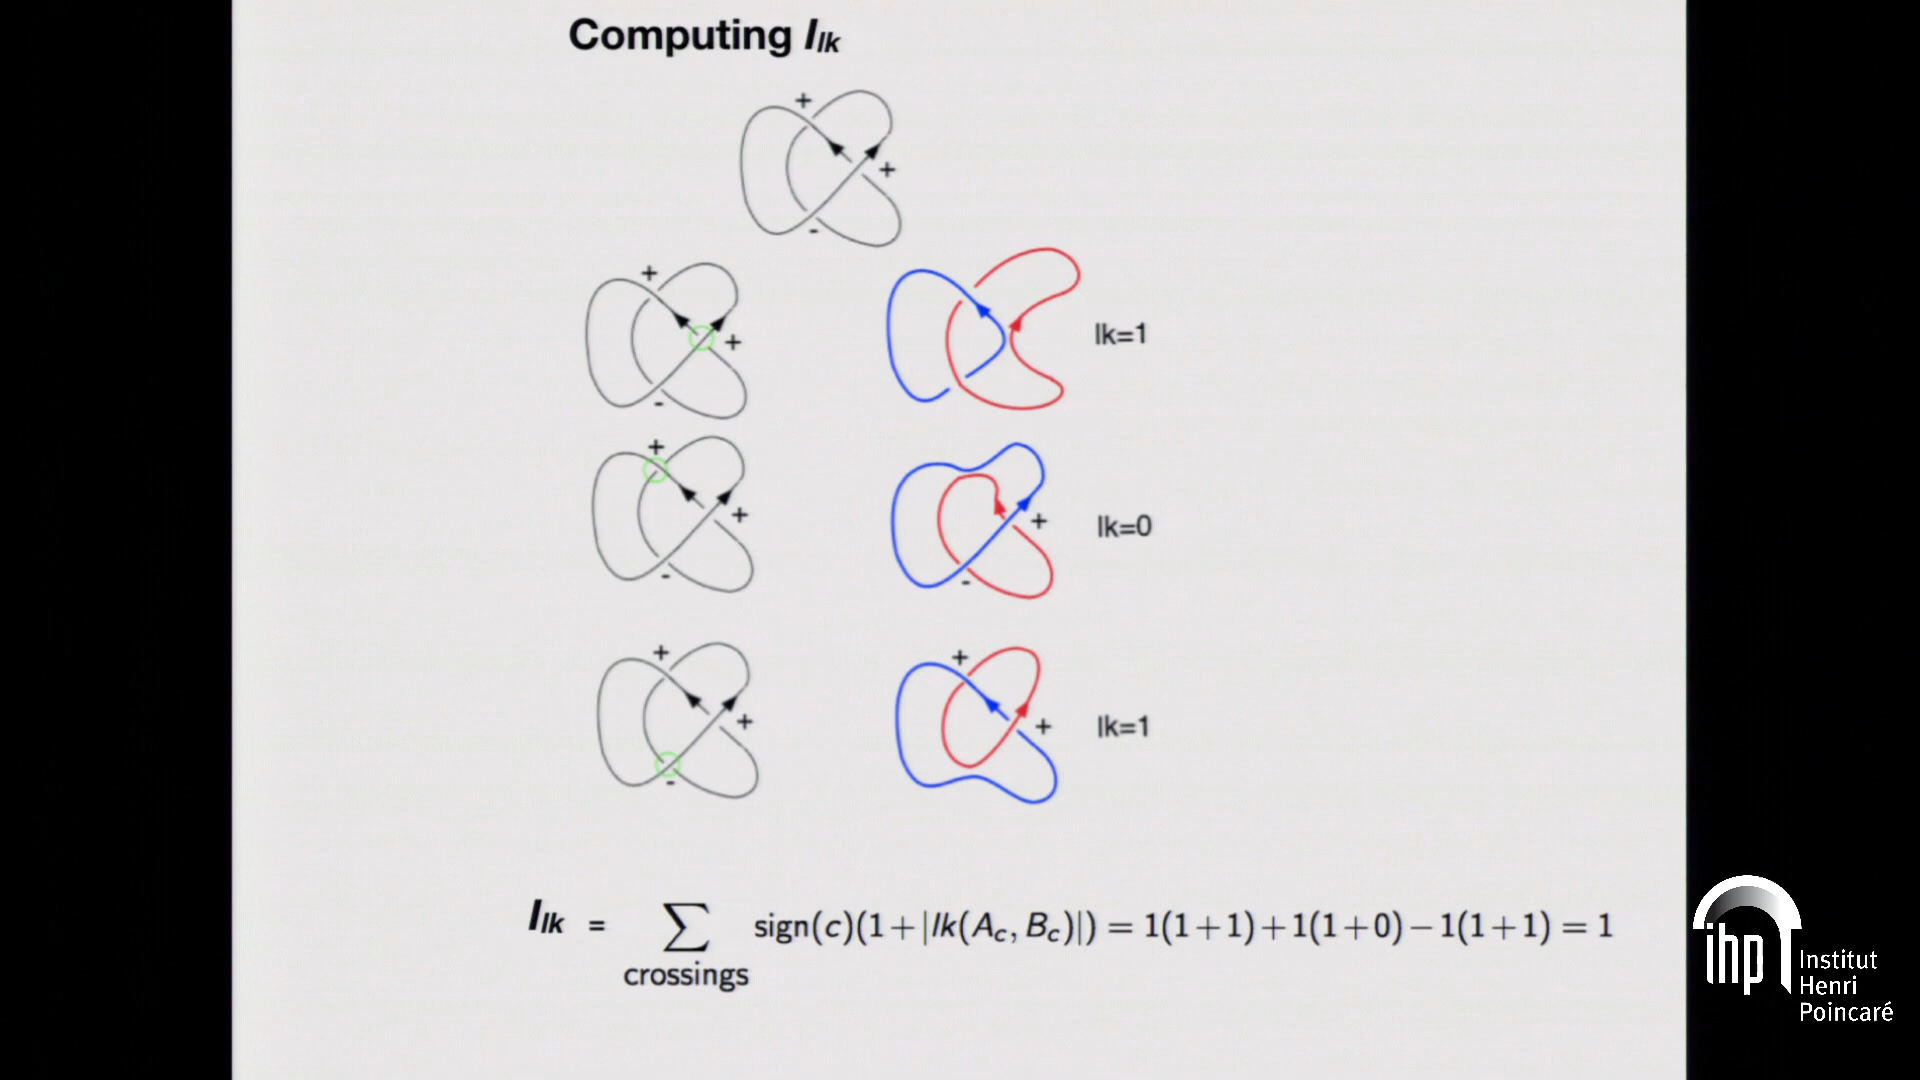 Computing I_lk
+
+
-
+
+
-
lk=1
+
+
-
+
-
lk=0
+
+
-
+
+
lk=1
I_lk = ∑ sign(c)(1+|lk(A_c, B_c)|) = 1(1+1)+1(1+0)−1(1+1) = 1
crossings
ihp
Institut
Henri
Poincaré